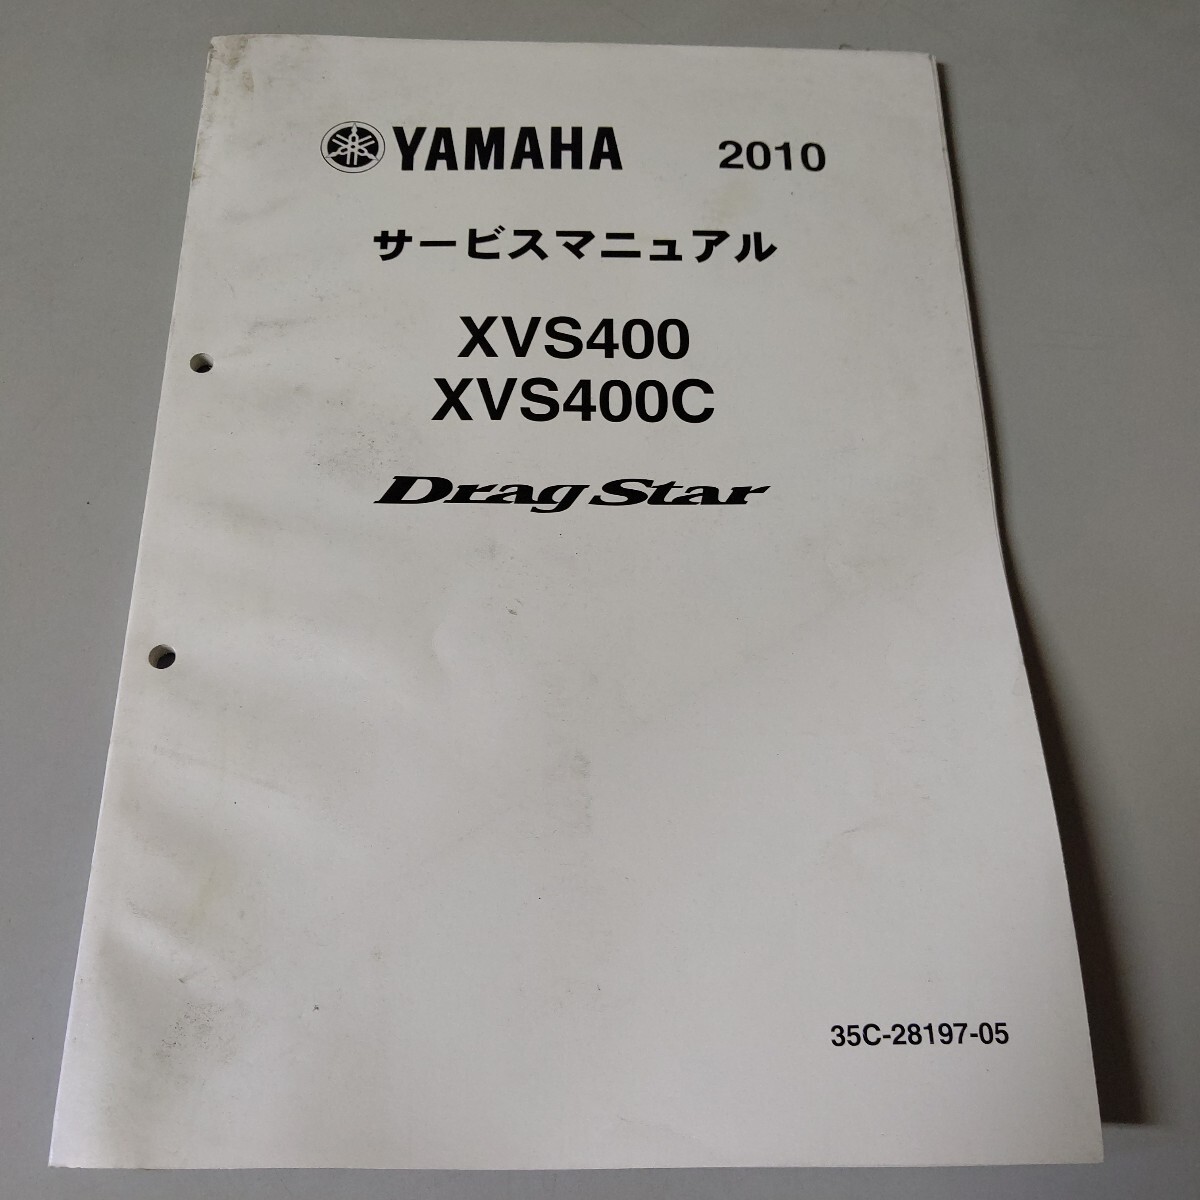 YAMAHA 2010
サービスマニュアル
XVS400
XVS400C
Drag Star
35C-28197-05